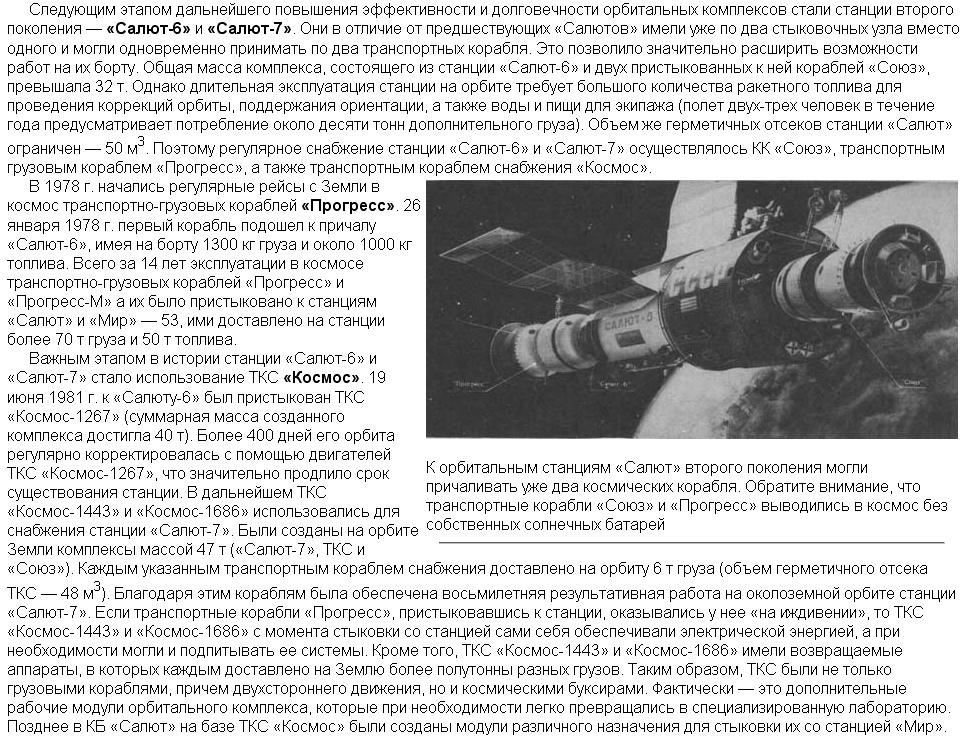 Следующим этапом дальнейшего повышения эффективности и долговечности орбитальных комплексов стали станции второго
поколения — «Салют-6» и «Салют-7». Они в отличие от предшествующих «Салютов» имели уже по два стыковочных узла вместо
одного и могли одновременно принимать по два транспортных корабля. Это позволило значительно расширить возможности
работ на их борту. Общая масса комплекса, состоящего из станции «Салют-6» и двух пристыкованных к ней кораблей «Союз»,
превышала 32 т. Однако длительная эксплуатация станции на орбите требует большого количества ракетного топлива для
проведения коррекций орбиты, поддержания ориентации, а также воды и пищи для экипажа (полет двух-трех человек в течение
года предусматривает потребление около десяти тонн дополнительного груза). Объем же герметичных отсеков станции «Салют»
ограничен — 50 м³. Поэтому регулярное снабжение станции «Салют-6» и «Салют-7» осуществлялось КК «Союз», транспортным
грузовым кораблем «Прогресс», а также транспортным кораблем снабжения «Космос».
В 1978 г. начались регулярные рейсы с Земли в
космос транспортно-грузовых кораблей «Прогресс». 26
января 1978 г. первый корабль подошел к причалу
«Салют-6», имея на борту 1300 кг груза и около 1000 кг
топлива. Всего за 14 лет эксплуатации в космосе
транспортно-грузовых кораблей «Прогресс» и
«Прогресс-М» а их было пристыковано к станциям
«Салют» и «Мир» — 53, ими доставлено на станции
более 70 т груза и 50 т топлива.
Важным этапом в истории станции «Салют-6» и
«Салют-7» стало использование ТКС «Космос». 19
июня 1981 г. к «Салюту-6» был пристыкован ТКС
«Космос-1267» (суммарная масса созданного
комплекса достигла 40 т). Более 400 дней его орбита
регулярно корректировалась с помощью двигателей
ТКС «Космос-1267», что значительно продлило срок
существования станции. В дальнейшем ТКС
«Космос-1443» и «Космос-1686» использовались для
снабжения станции «Салют-7». Были созданы на орбите
Земли комплексы массой 47 т («Салют-7», ТКС и
«Союз»). Каждым указанным транспортным кораблем снабжения доставлено на орбиту 6 т груза (объем герметичного отсека
ТКС — 48 м³). Благодаря этим кораблям была обеспечена восьмилетняя результативная работа на околоземной орбите станции
«Салют-7». Если транспортные корабли «Прогресс», пристыковавшись к станции, оказывались у нее «на иждивении», то ТКС
«Космос-1443» и «Космос-1686» с момента стыковки со станцией сами себя обеспечивали электрической энергией, а при
необходимости могли и подпитывать ее системы. Кроме того, ТКС «Космос-1443» и «Космос-1686» имели возвращаемые
аппараты, в которых каждым доставлено на Землю более полутонны разных грузов. Таким образом, ТКС были не только
грузовыми кораблями, причем двухстороннего движения, но и космическими буксирами. Фактически — это дополнительные
рабочие модули орбитального комплекса, которые при необходимости легко превращались в специализированную лабораторию.
Позднее в КБ «Салют» на базе ТКС «Космос» были созданы модули различного назначения для стыковки их со станцией «Мир».
СССР
САЛЮТ-6
"Прогресс"
"Салют-6"
"Союз"
К орбитальным станциям «Салют» второго поколения могли
причаливать уже два космических корабля. Обратите внимание, что
транспортные корабли «Союз» и «Прогресс» выводились в космос без
собственных солнечных батарей